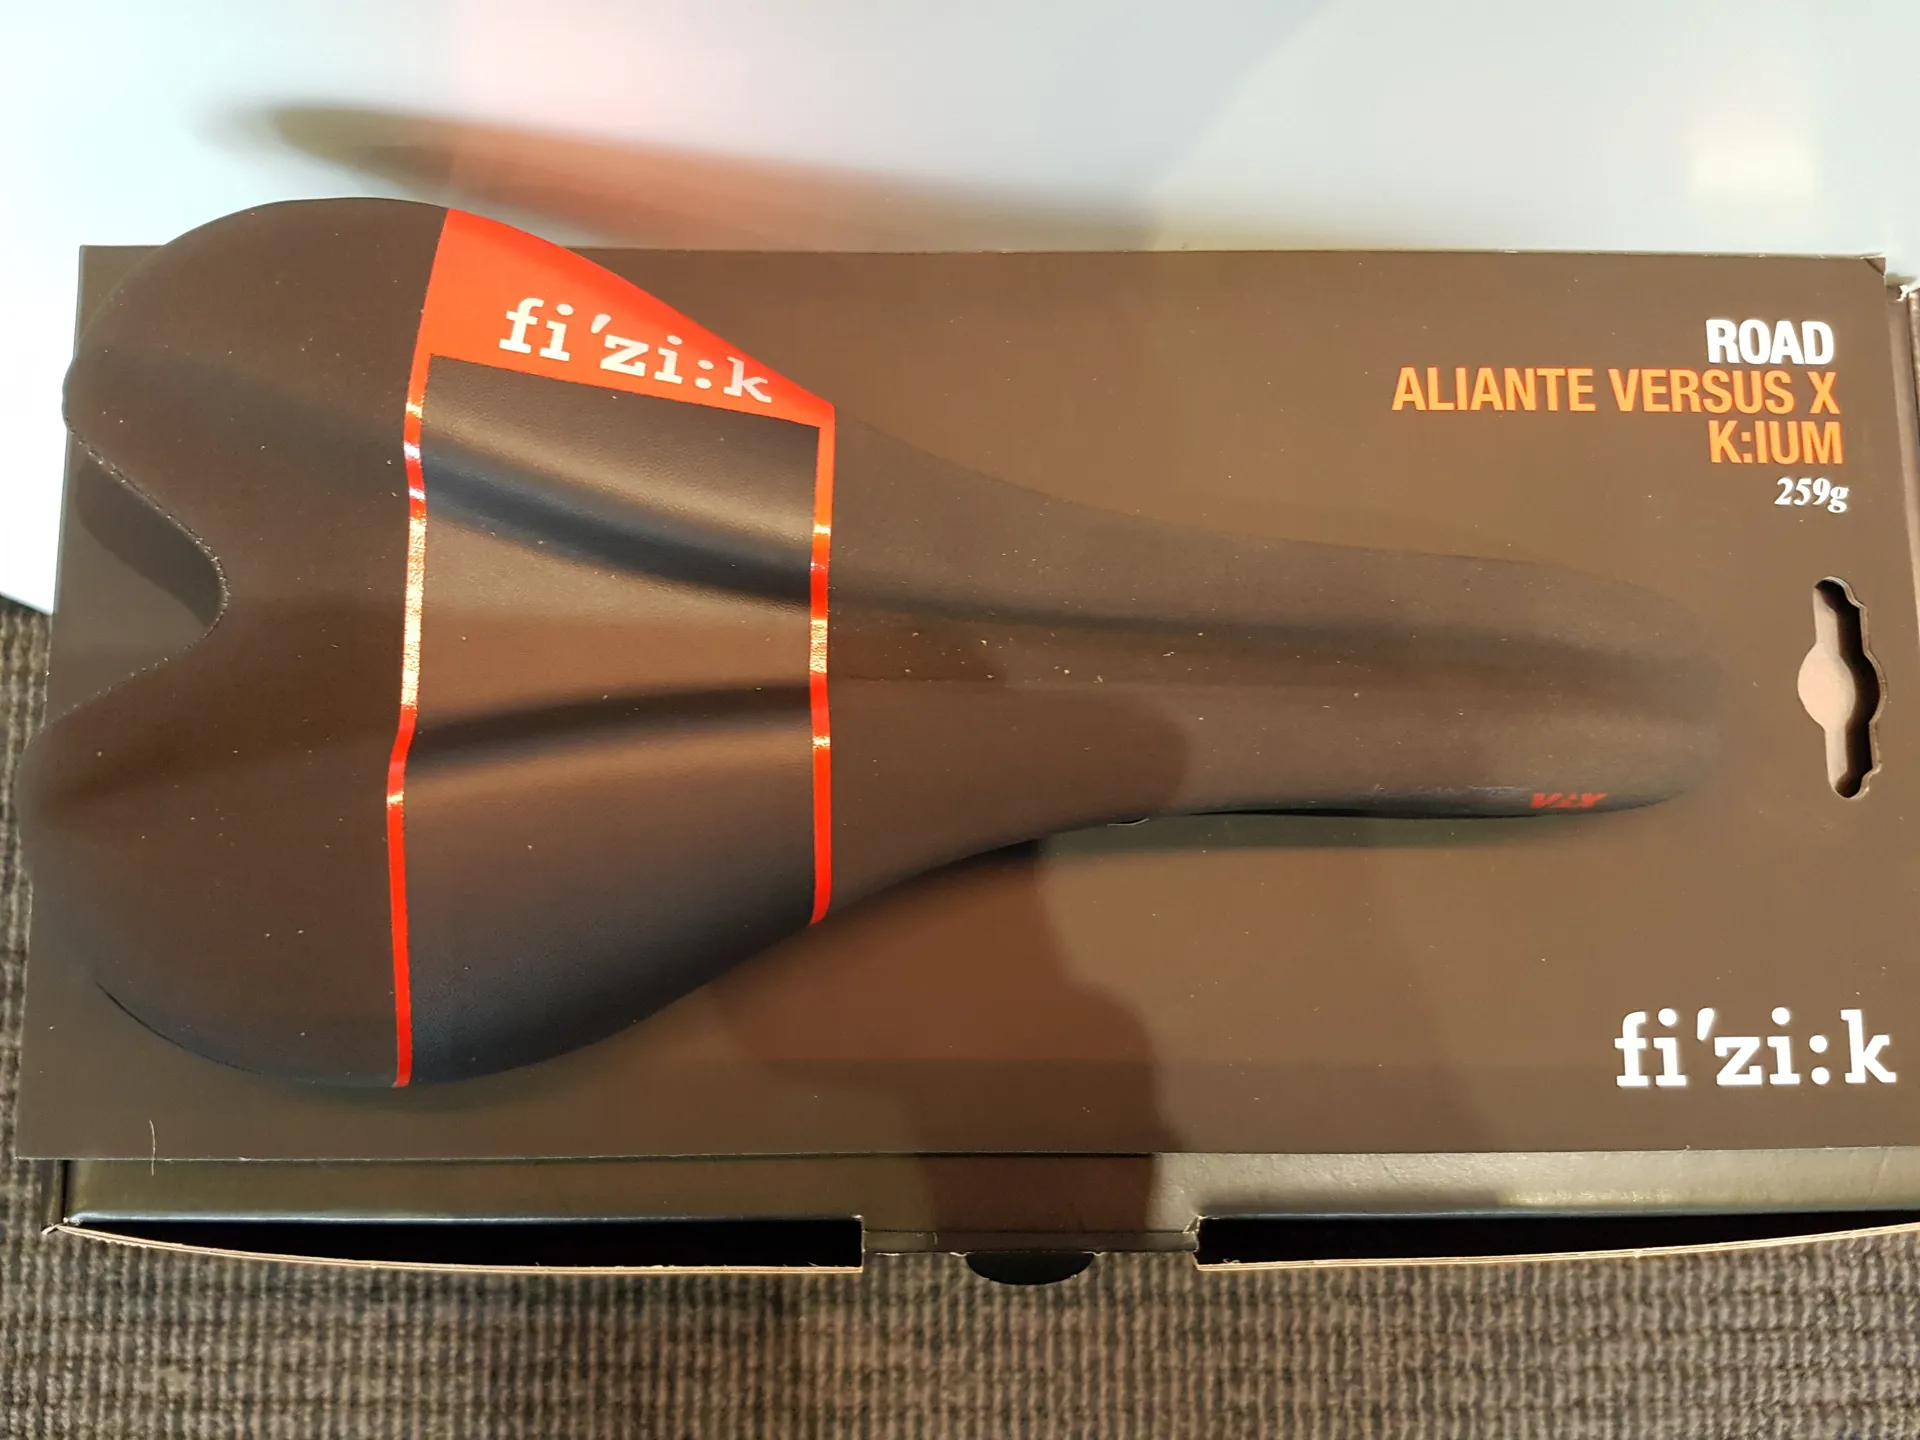 fi'zi:k
ROAD
ALIANTE VERSUS X
K:IUM
259g
fi'zi:k